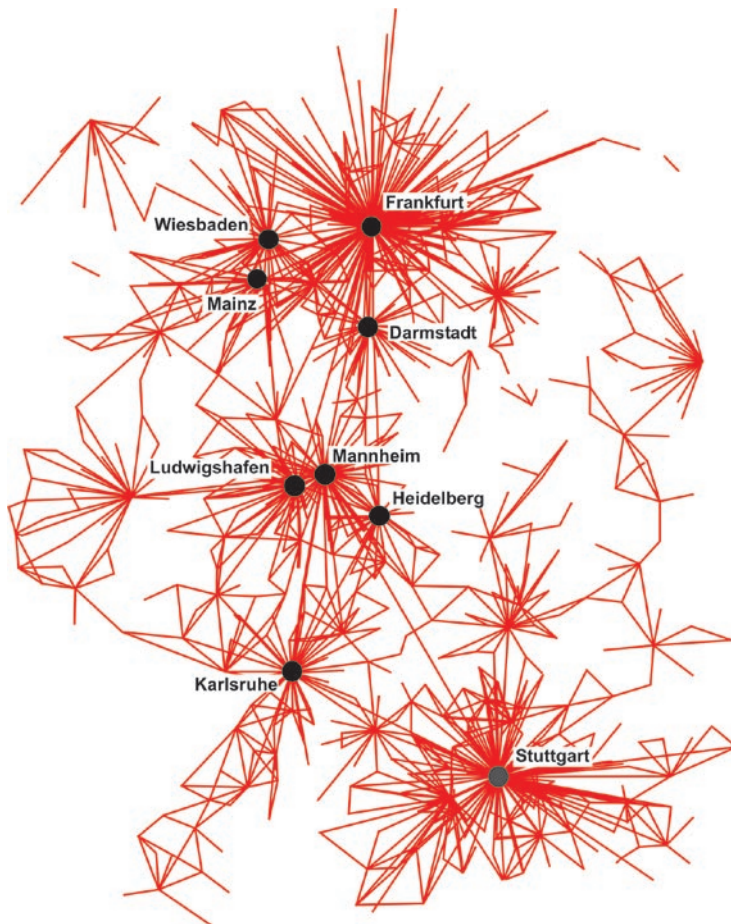 Frankfurt
Wiesbaden
Mainz
Darmstadt
Mannheim
Ludwigshafen
Heidelberg
Karlsruhe
Stuttgart